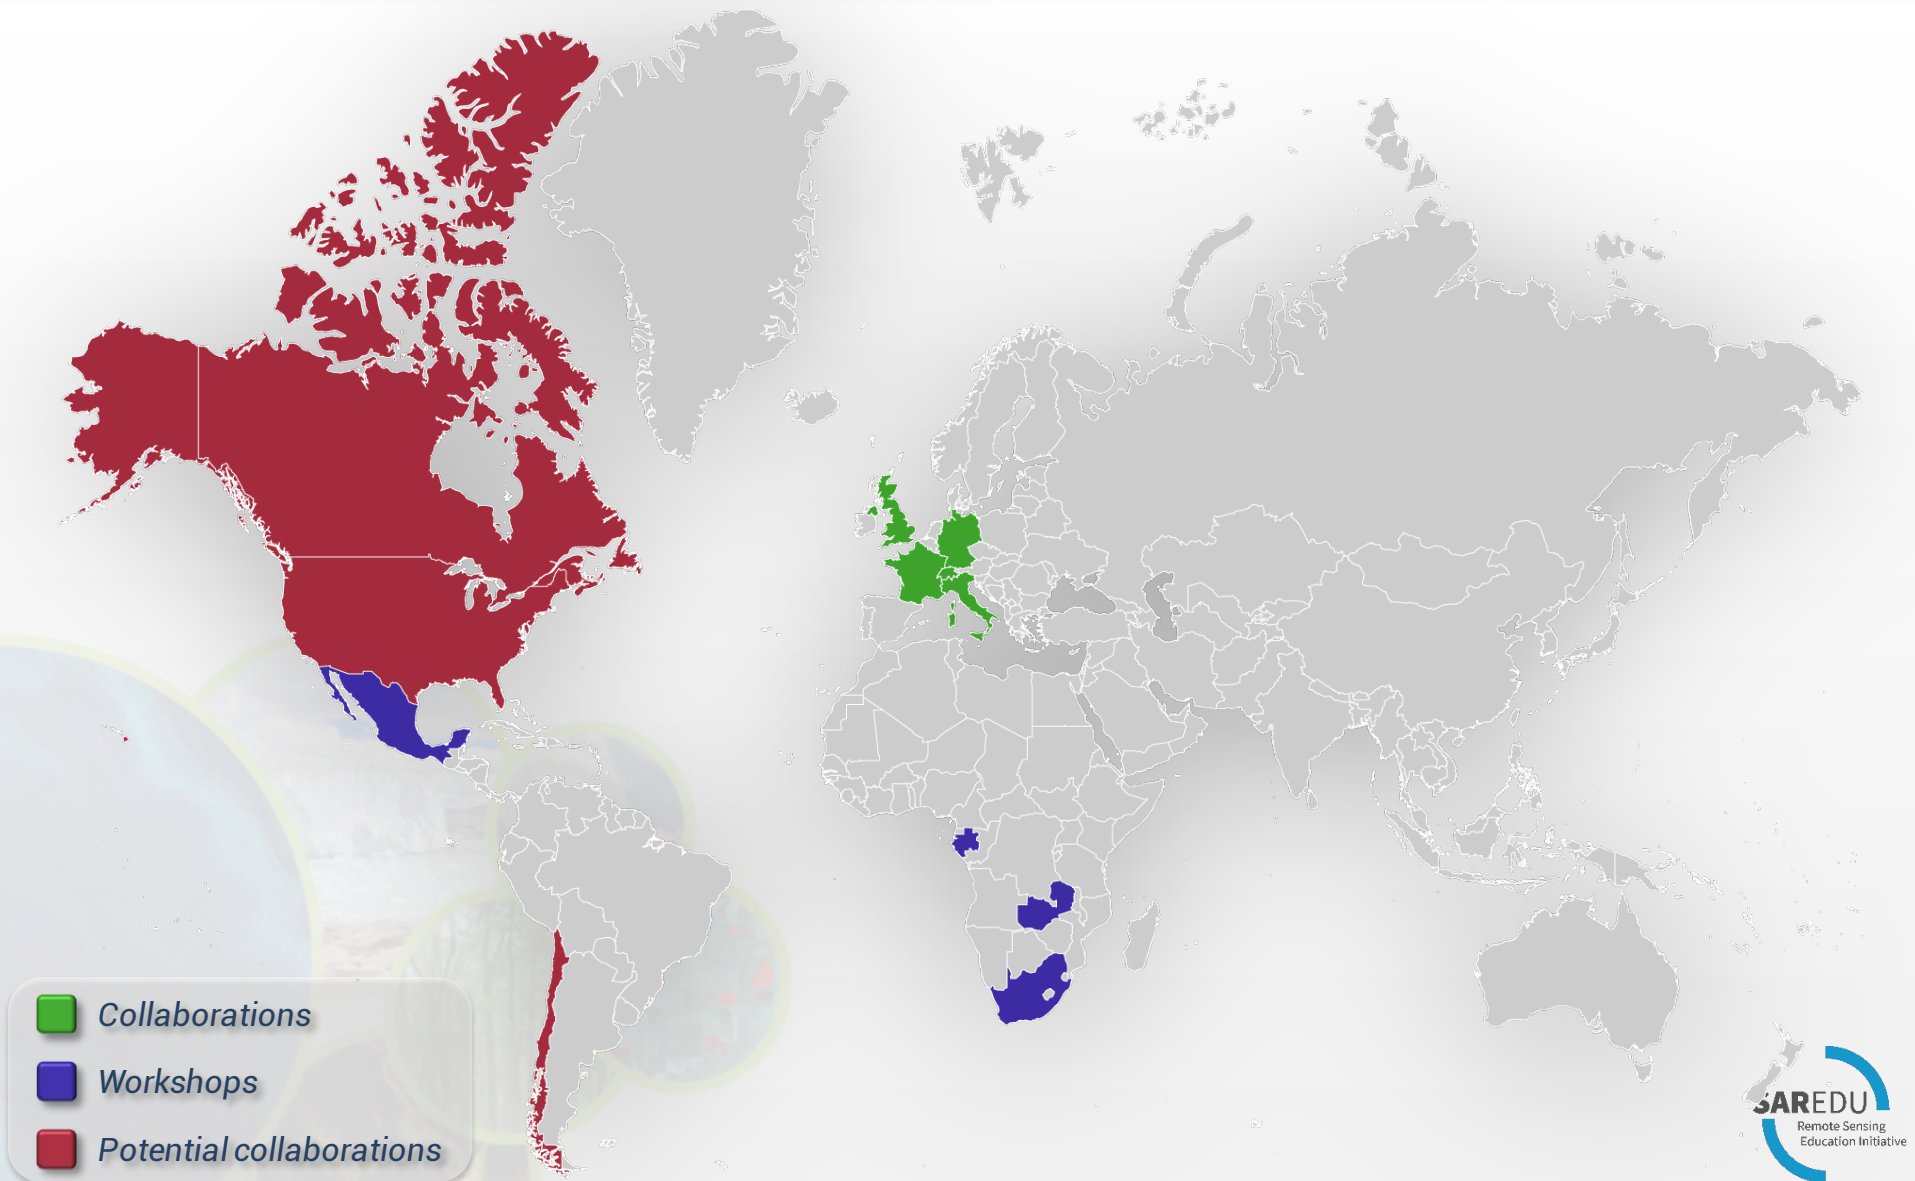 Collaborations
Workshops
Potential collaborations
SAREDU
Remote Sensing
Education Initiative